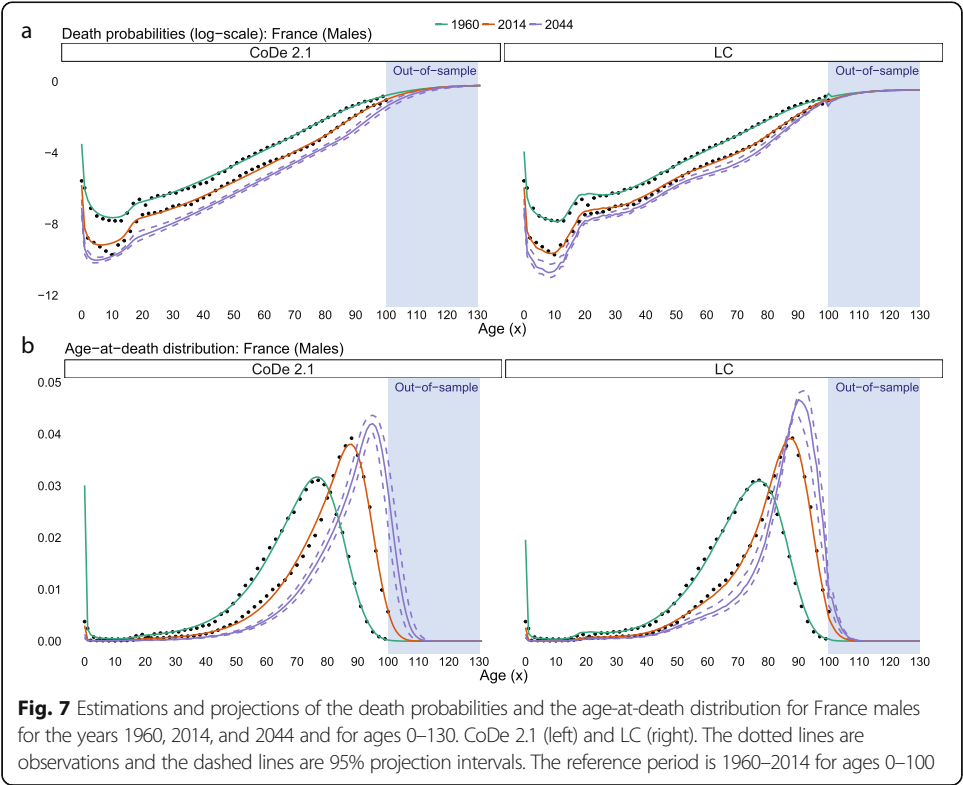 a
1960 2014 2044
Death probabilities (log−scale): France (Males)
CoDe 2.1 LC
Out−of−sample Out−of−sample
0
−4
−8
−12
0 10 20 30 40 50 60 70 80 90 100 110 120 130 0 10 20 30 40 50 60 70 80 90 100 110 120 130
Age (x)
b
Age−at−death distribution: France (Males)
CoDe 2.1 LC
Out−of−sample Out−of−sample
0.05
0.04
0.03
0.02
0.01
0.00
0 10 20 30 40 50 60 70 80 90 100 110 120 130 0 10 20 30 40 50 60 70 80 90 100 110 120 130
Age (x)
Fig. 7 Estimations and projections of the death probabilities and the age-at-death distribution for France males
for the years 1960, 2014, and 2044 and for ages 0–130. CoDe 2.1 (left) and LC (right). The dotted lines are
observations and the dashed lines are 95% projection intervals. The reference period is 1960–2014 for ages 0–100